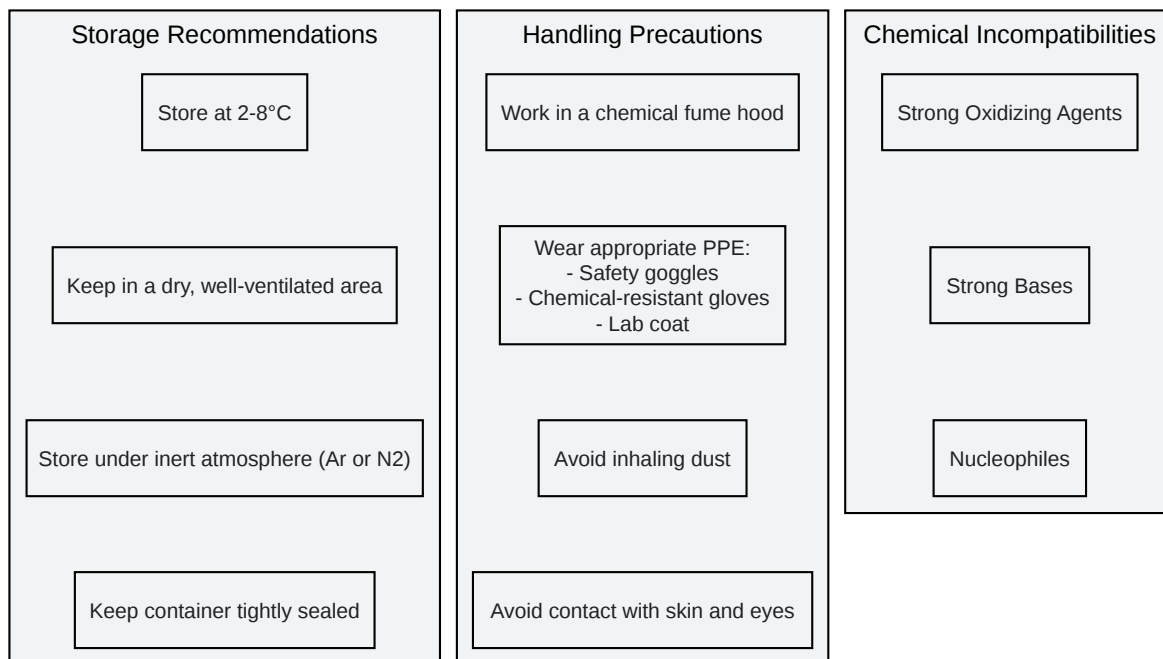 Storage Recommendations
Store at 2-8°C
Keep in a dry, well-ventilated area
Store under inert atmosphere (Ar or N2)
Keep container tightly sealed
Handling Precautions
Work in a chemical fume hood
Wear appropriate PPE:
- Safety goggles
- Chemical-resistant gloves
- Lab coat
Avoid inhaling dust
Avoid contact with skin and eyes
Chemical Incompatibilities
Strong Oxidizing Agents
Strong Bases
Nucleophiles